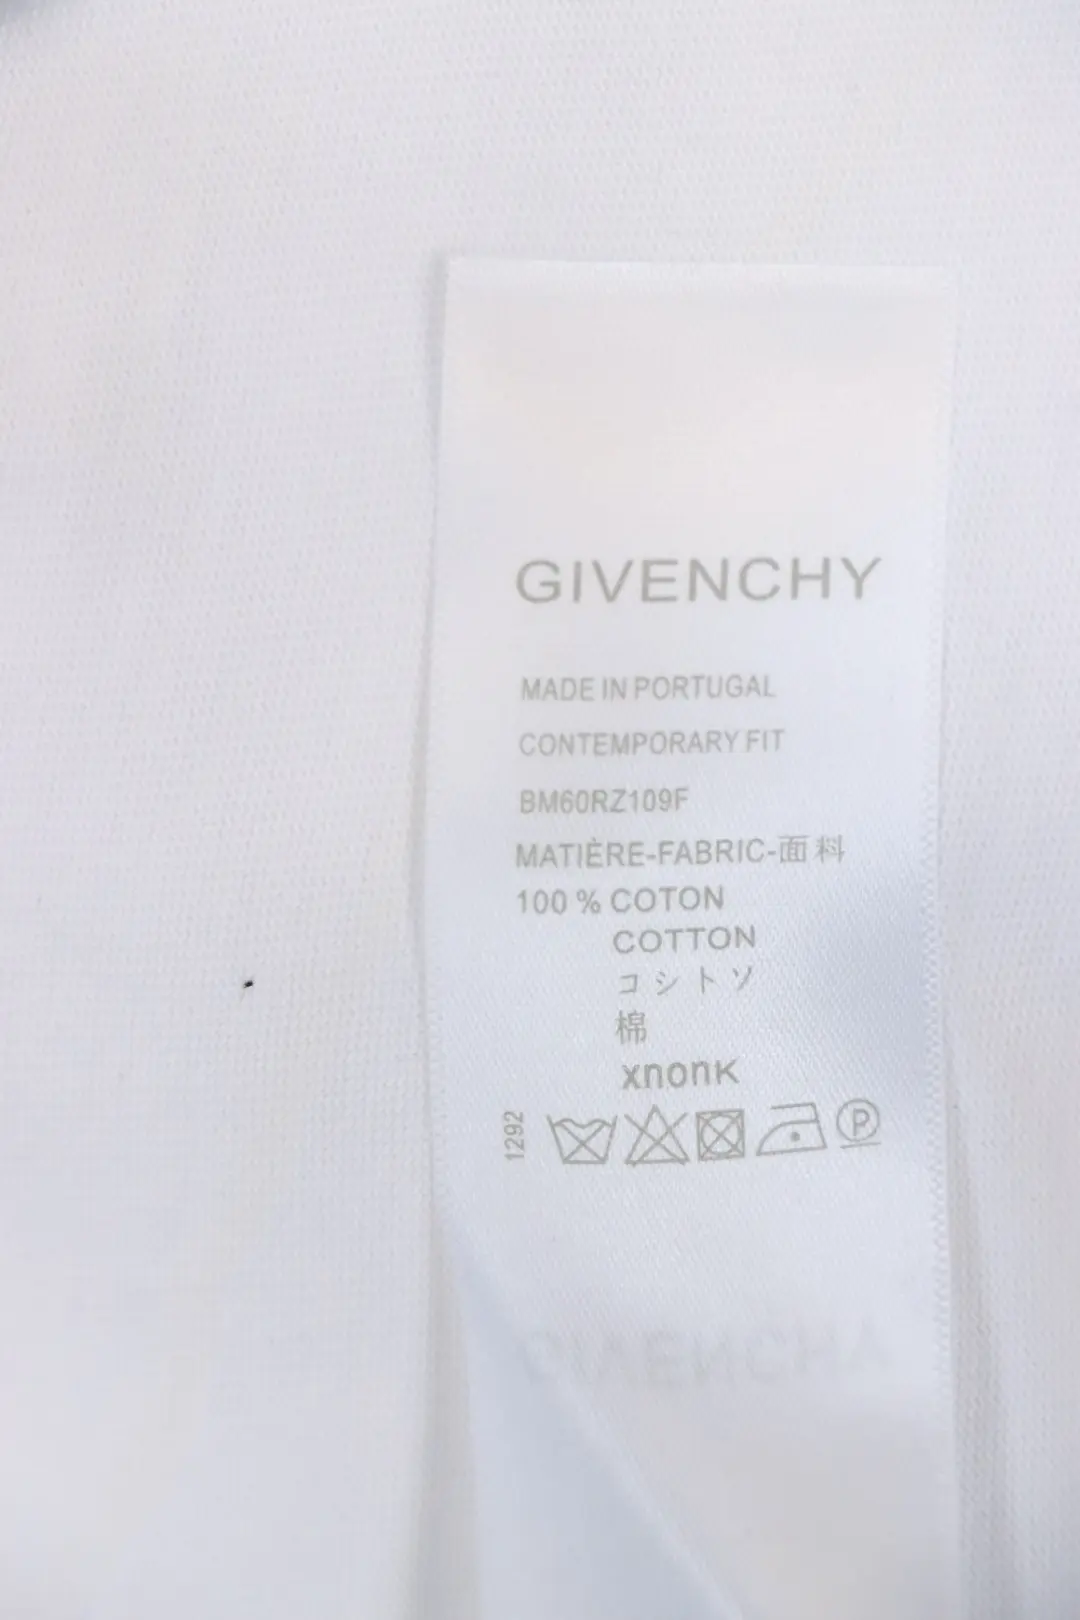 GIVENCHY
MADE IN PORTUGAL
CONTEMPORARY FIT
BM60RZ109F
MATIÈRE-FABRIC-面料
100 % COTON
COTTON
コシトソ
棉
xnonK
1292
P